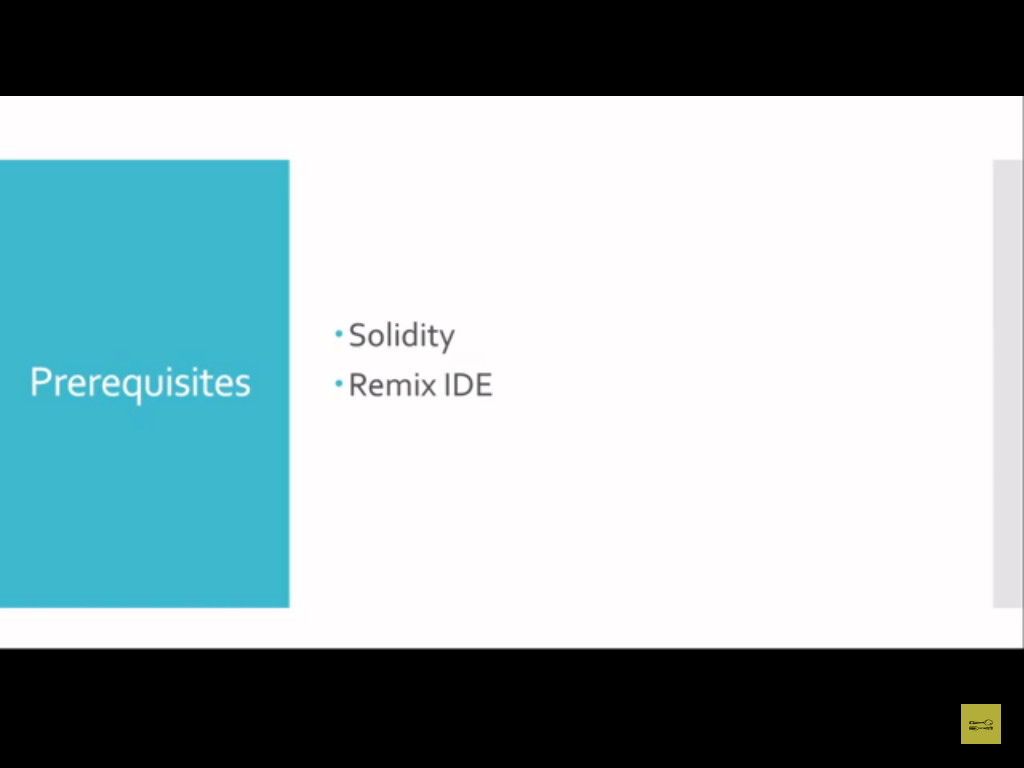 Prerequisites
• Solidity
• Remix IDE